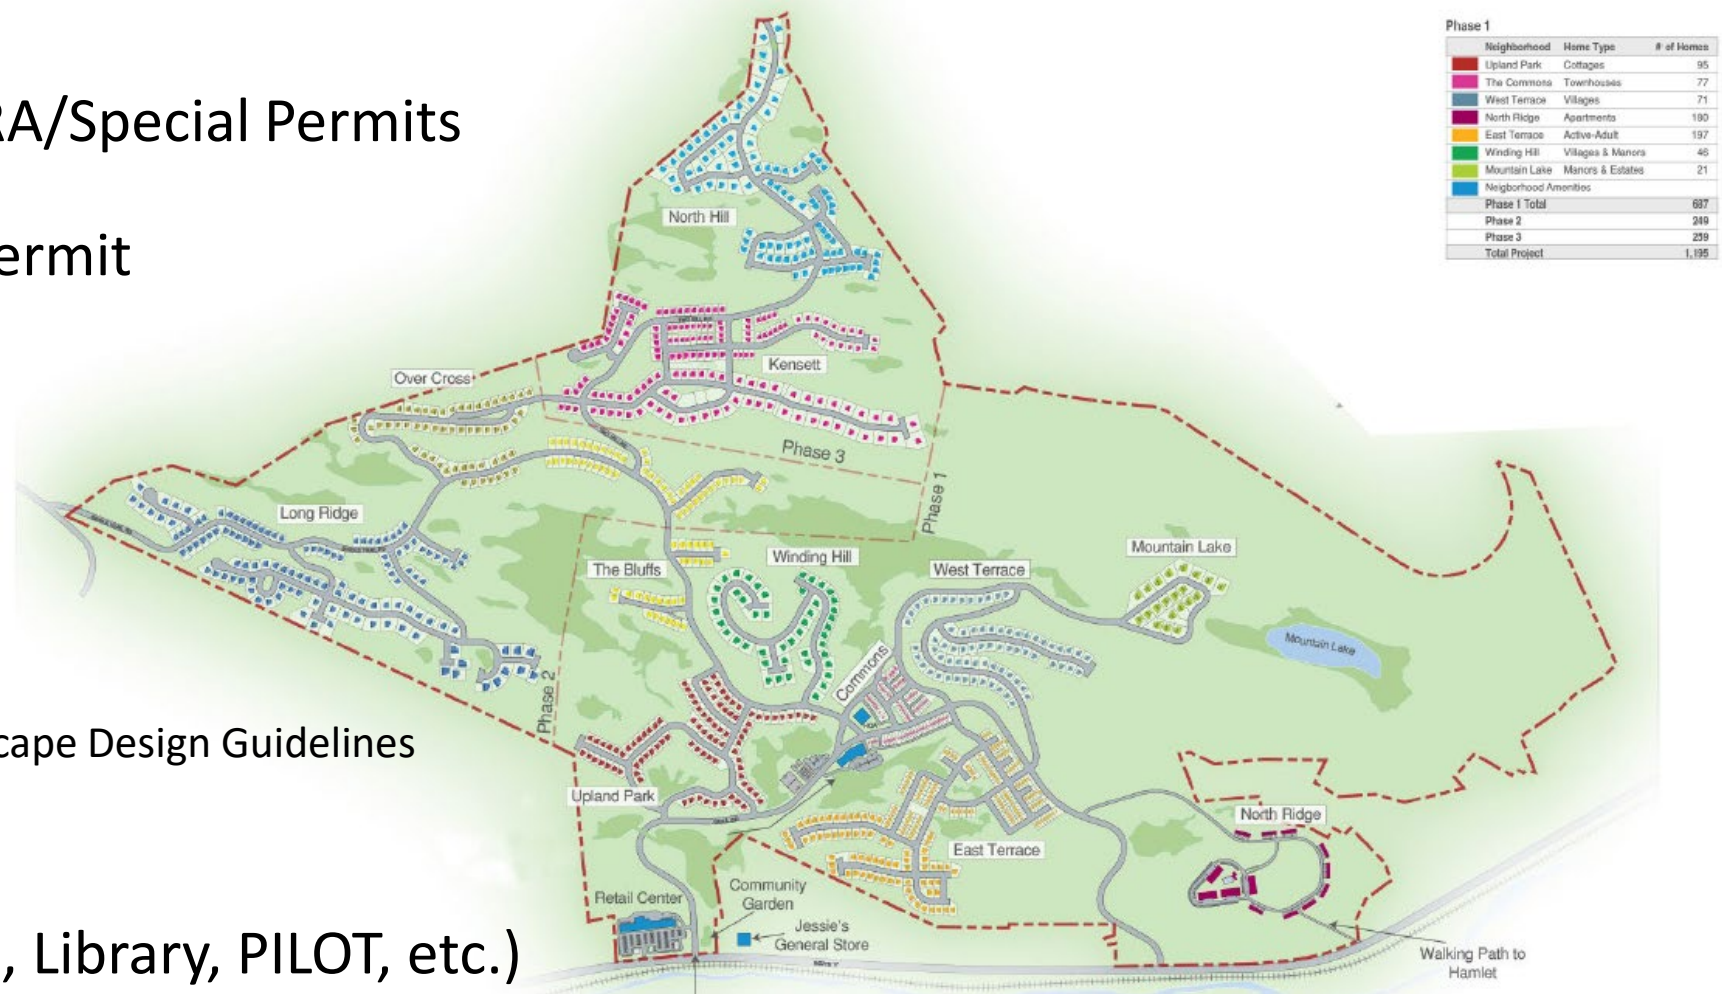 RA/Special Permits
ermit
cape Design Guidelines
, Library, PILOT, etc.)
Phase 1
Neighborhood Home Type # of Homes
Upland Park Cottages 95
The Commons Townhouses 77
West Terrace Villages 71
North Ridge Apartments 180
East Terrace Active-Adult 197
Winding Hill Villages & Manors 46
Mountain Lake Manors & Estates 21
Neigborhood Amenities
Phase 1 Total 687
Phase 2 249
Phase 3 259
Total Project 1,195
North Hill
Kensett
Over Cross
Phase 3
Phase 1
Long Ridge
The Bluffs
Winding Hill
West Terrace
Mountain Lake
Mountain Lake
Commons
Phase 2
Upland Park
North Ridge
East Terrace
Retail Center
Community
Garden
Jessie's
General Store
Walking Path to
Hamlet